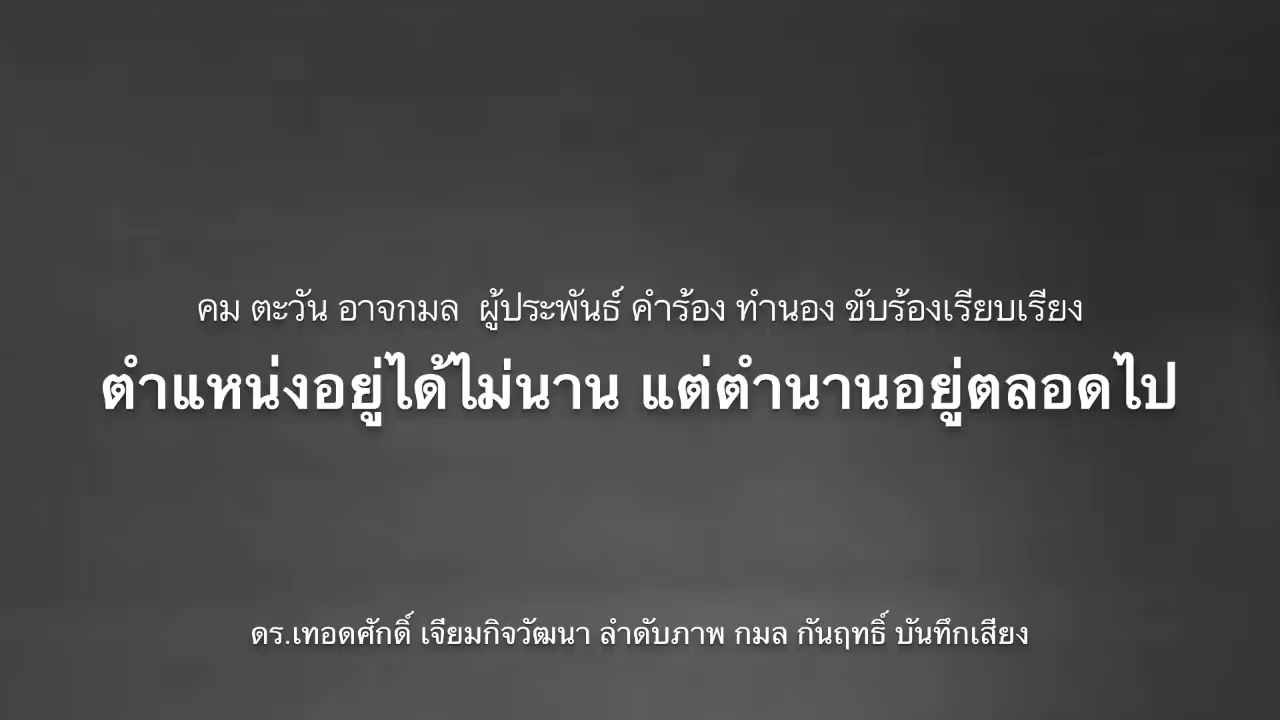 คม ตะวัน อาจกมล  ผู้ประพันธ์ คำร้อง ทำนอง ขับร้องเรียบเรียง
ตำแหน่งอยู่ได้ไม่นาน แต่ตำนานอยู่ตลอดไป
ดร.เทอดศักดิ์ เจียมกิจวัฒนา ลำดับภาพ กมล กันฤทธิ์ บันทึกเสียง